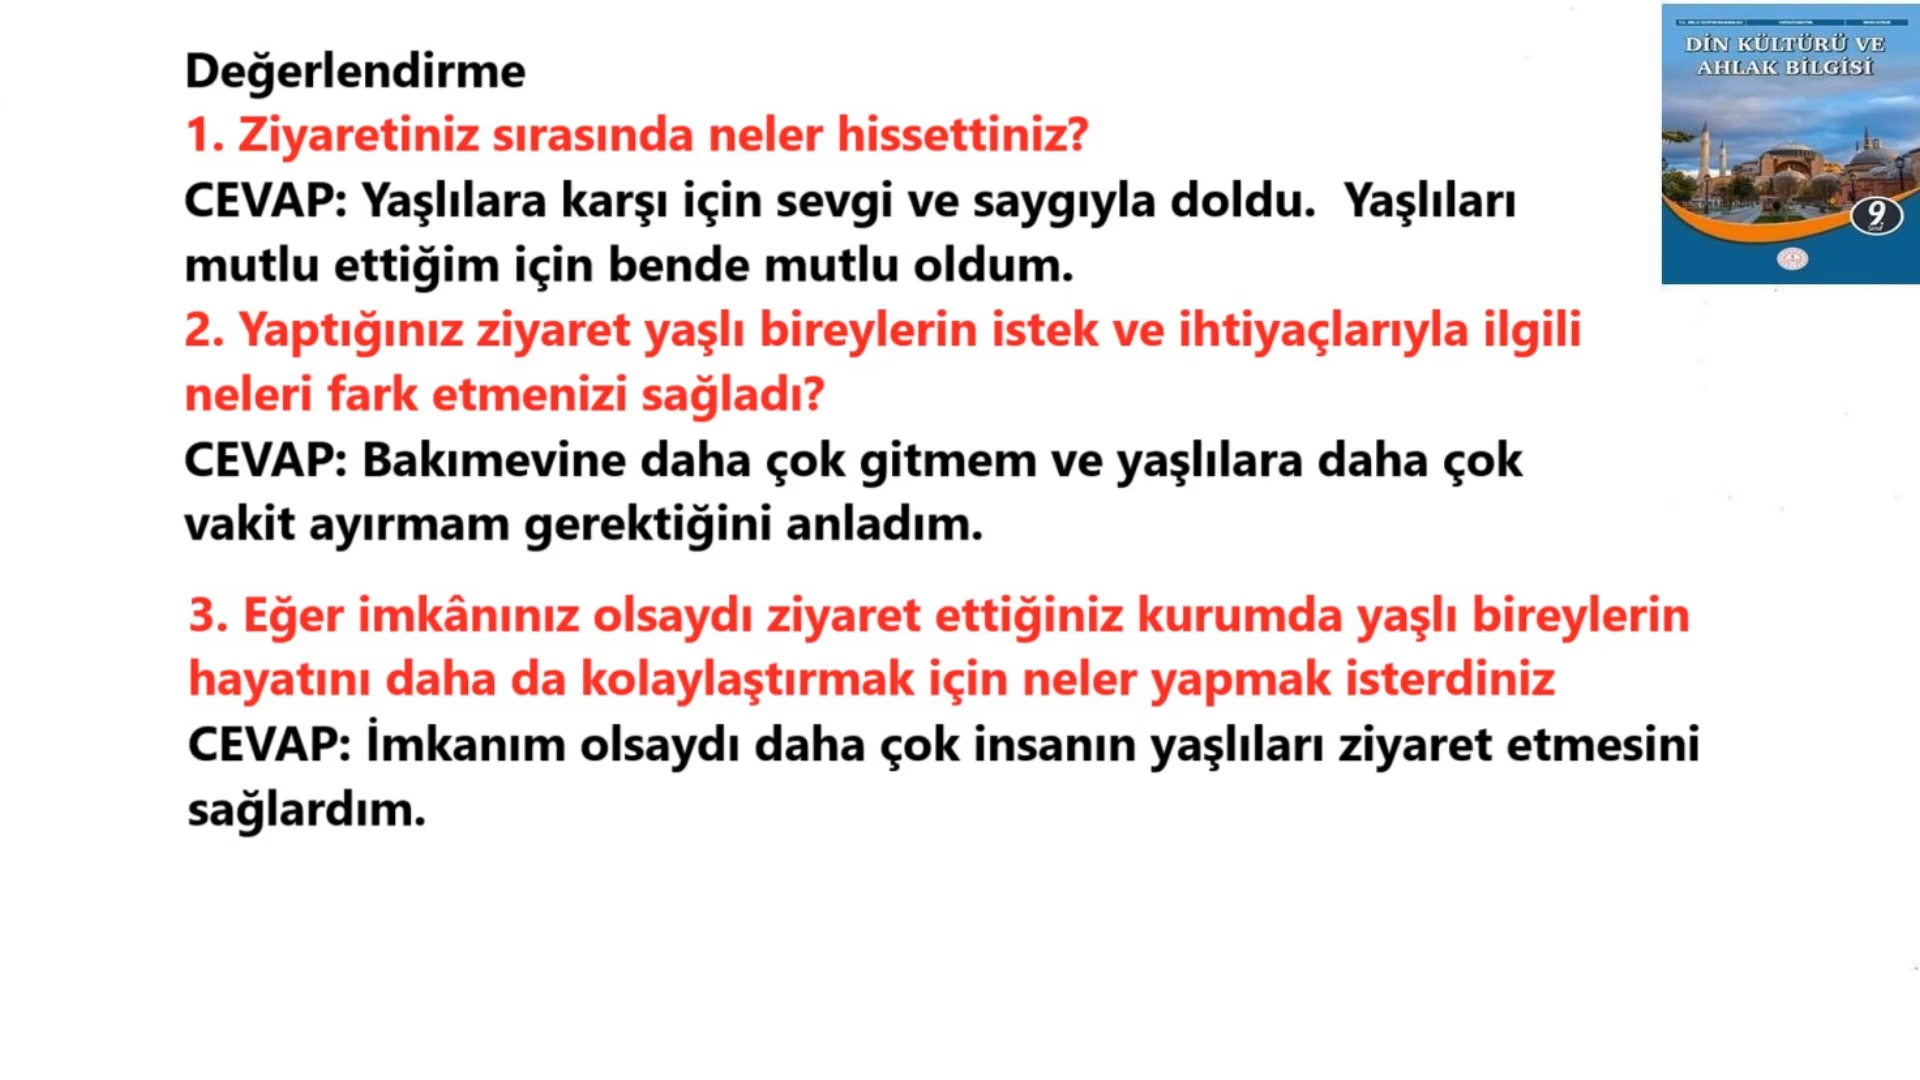 Değerlendirme
1. Ziyaretiniz sırasında neler hissettiniz?
CEVAP: Yaşlılara karşı için sevgi ve saygıyla doldu. Yaşlıları
mutlu ettiğim için bende mutlu oldum.
2. Yaptığınız ziyaret yaşlı bireylerin istek ve ihtiyaçlarıyla ilgili
neleri fark etmenizi sağladı?
CEVAP: Bakımevine daha çok gitmem ve yaşlılara daha çok
vakit ayırmam gerektiğini anladım.
3. Eğer imkânınız olsaydı ziyaret ettiğiniz kurumda yaşlı bireylerin
hayatını daha da kolaylaştırmak için neler yapmak isterdiniz
CEVAP: İmkanım olsaydı daha çok insanın yaşlıları ziyaret etmesini
sağlardım.
DİN KÜLTÜRÜ VE
AHLAK BİLGİSİ
9.